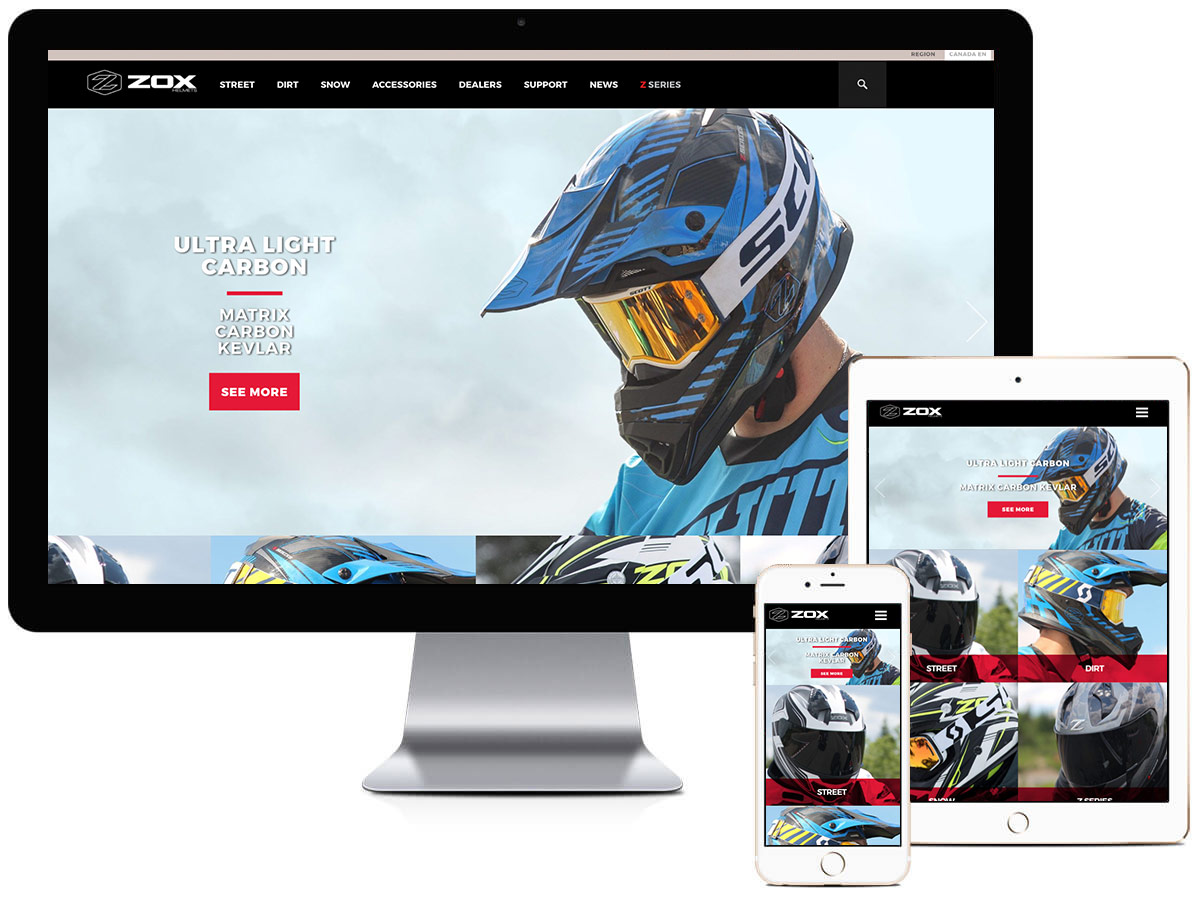 REGION CANADA EN
ZOX STREET DIRT SNOW ACCESSORIES DEALERS SUPPORT NEWS Z SERIES
HELMETS
ULTRA LIGHT
CARBON
MATRIX
CARBON
KEVLAR
SEE MORE
SCOTT
ZOX
ULTRA LIGHT CARBON
MATRIX CARBON KEVLAR
SEE MORE
STREET DIRT
SNOW Z SERIES
ZOX
ULTRA LIGHT CARBON
MATRIX CARBON
KEVLAR
SEE MORE
STREET